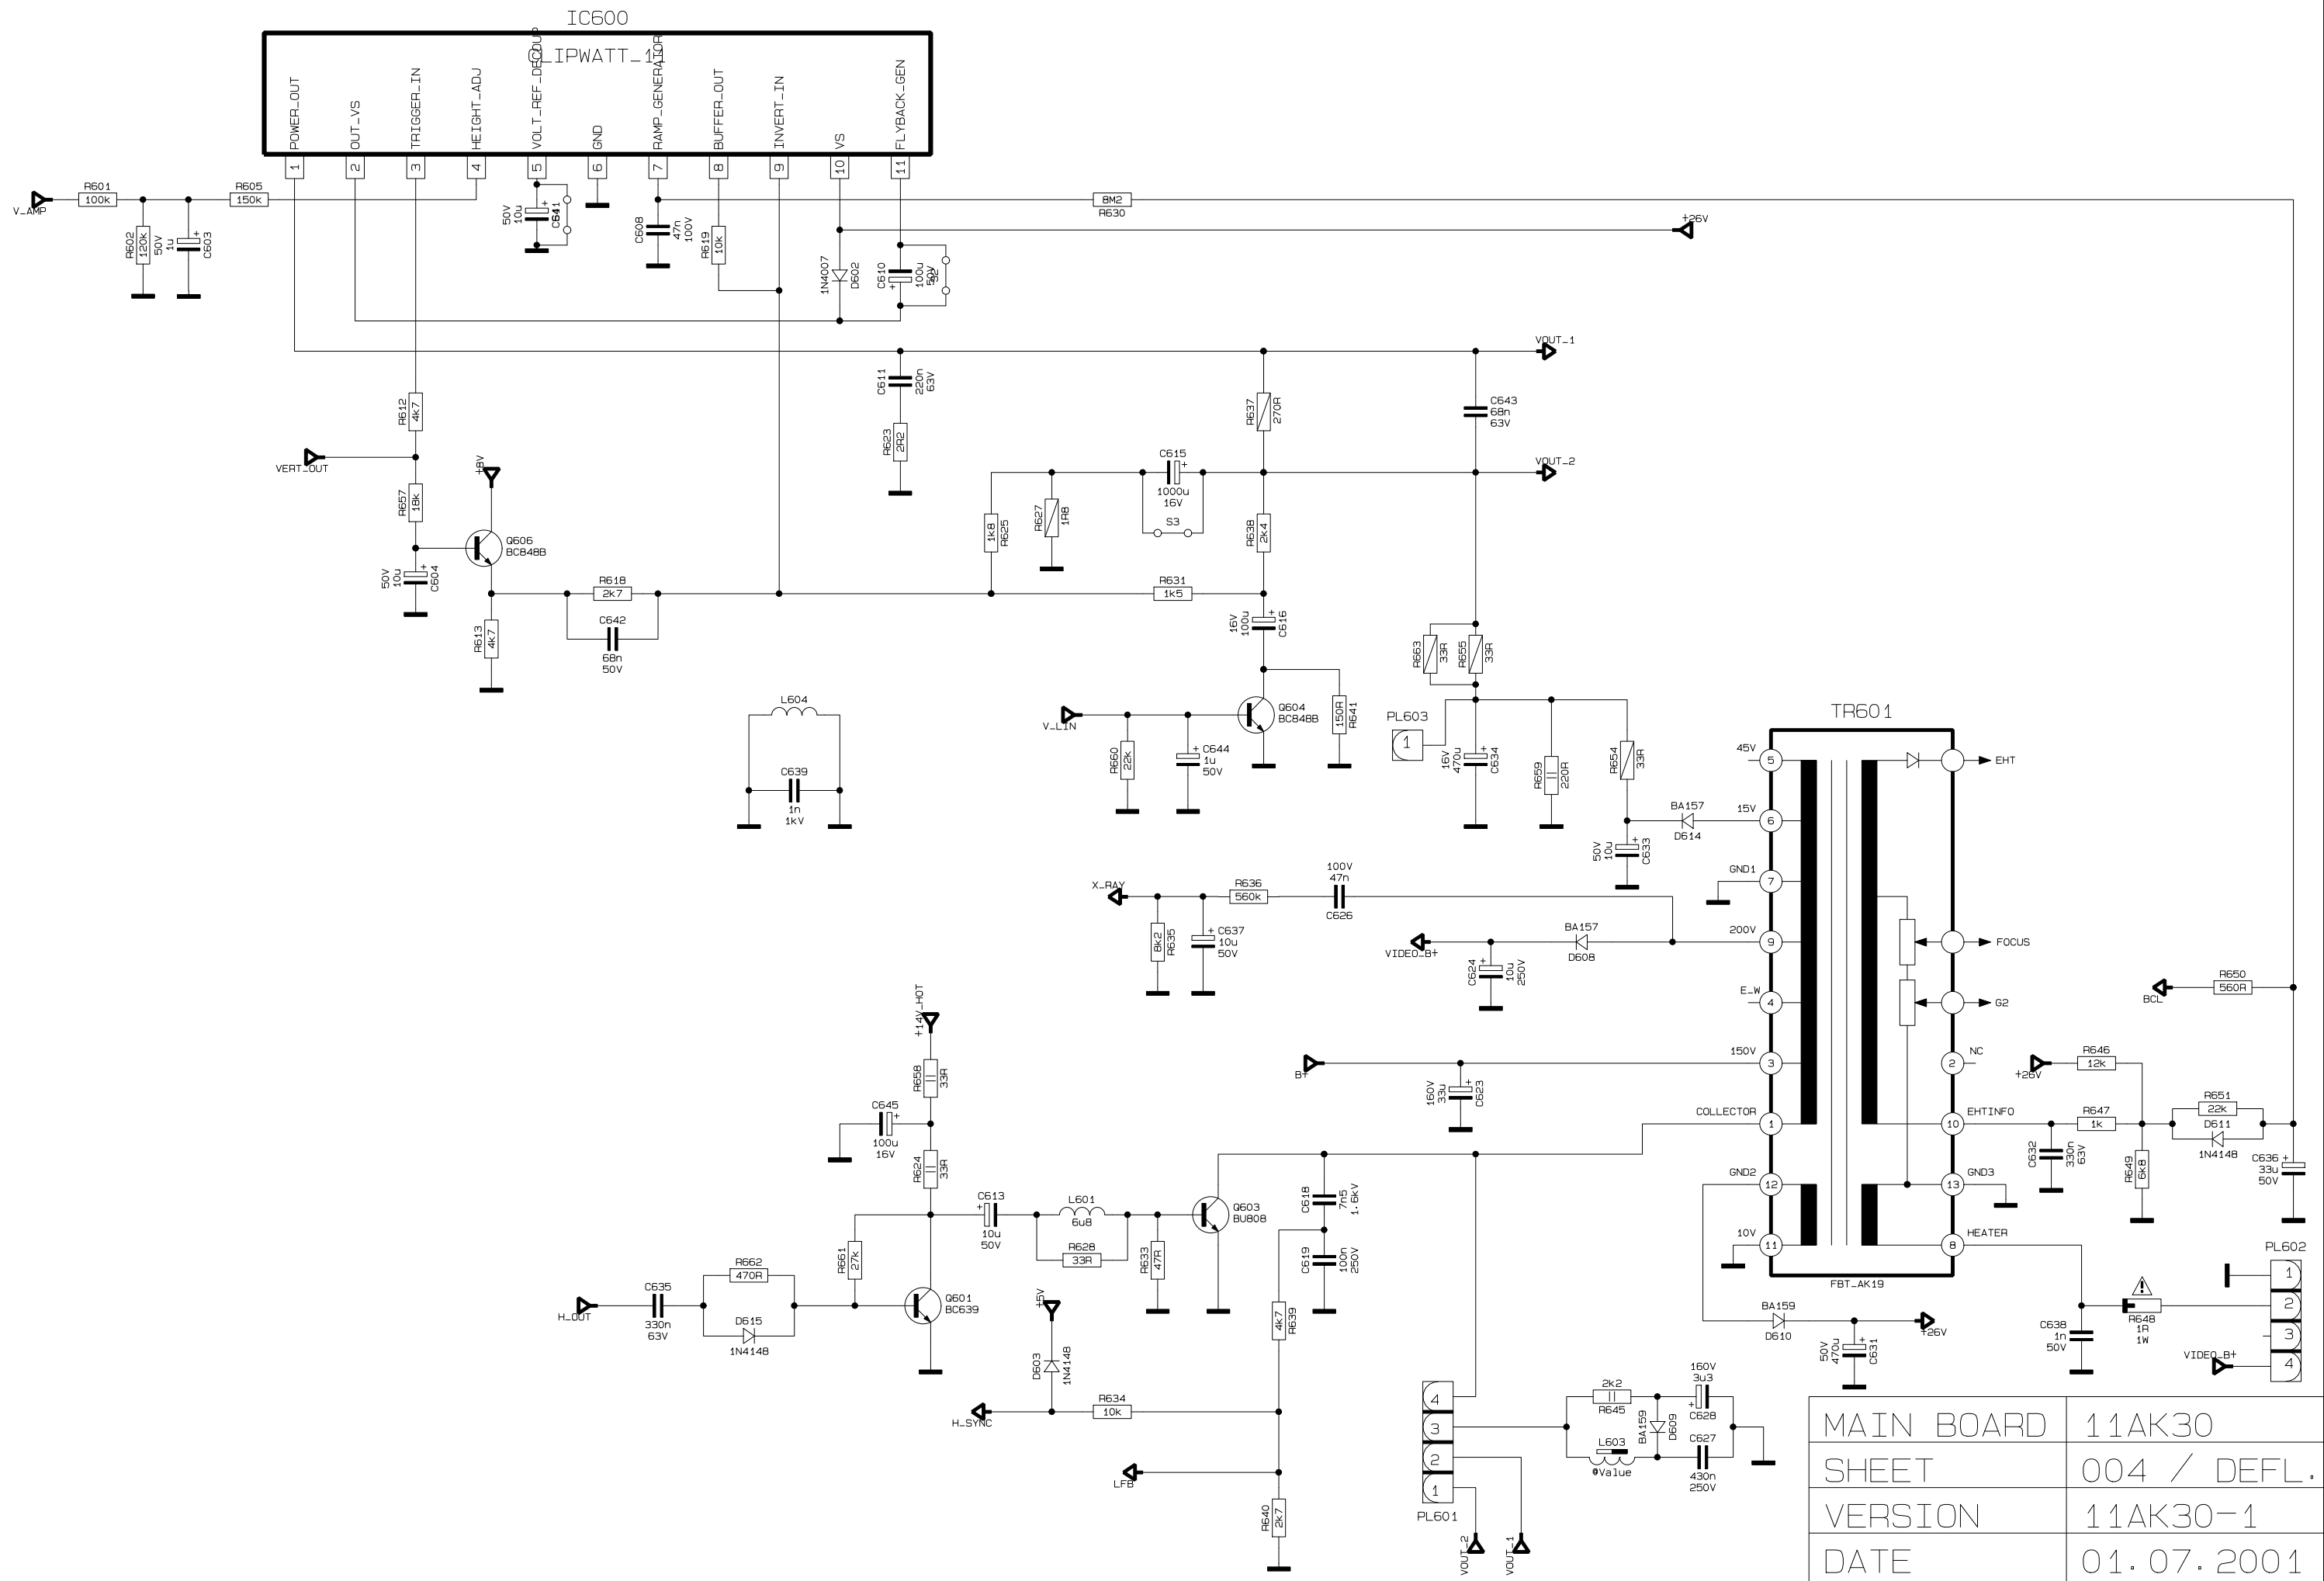 IC600
CLIPWATT_11
POWER_OUT
OUT_VS
TRIGGER_IN
HEIGHT_ADJ
VOLT_REF_DECOUP
GND
RAMP_GENERATOR
BUFFER_OUT
INVERT_IN
VS
FLYBACK_GEN
1 2 3 4 5 6 7 8 9 10 11
V_AMP
R601
100k
R605
150k
R602
120k
50V
1u
C603
50V
10u
C641
C608
47n
100V
R619
10k
1N4007
D602
C610
100u
50V
S2
8M2
R630
+26V
VOUT_1
C611
220n
63V
R623
2R2
R637
270R
C643
68n
63V
VOUT_2
R612
4k7
VERT_OUT
R657
18k
+8V
Q606
BC848B
50V
10u
C604
R613
4k7
R618
2k7
C642
68n
50V
1k8
R625
R627
1R8
C615
1000u
16V
S3
R638
2k4
R631
1k5
16V
100u
C616
V_LIN
R660
22k
C644
1u
50V
Q604
BC848B
150R
R641
R663
33R
R655
33R
PL603
1
16V
470u
C634
R659
220R
R654
33R
50V
10u
C633
BA157
D614
L604
C639
1n
1kV
TR601
45V
5
15V
6
GND1
7
200V
9
E_W
4
150V
3
COLLECTOR
1
GND2
12
10V
11
EHT
FOCUS
G2
NC
2
EHTINFO
10
GND3
13
HEATER
8
FBT_AK19
X_RAY
8k2
R635
C637
10u
50V
R636
560k
100V
47n
C626
VIDEO_B+
C624
10u
250V
BA157
D608
B+
160V
33u
C623
BCL
R650
560R
+26V
R646
12k
R647
1k
C632
330n
63V
R649
6k8
R651
22k
D611
1N4148
C636
33u
50V
+14V_HOT
R658
33R
C645
100u
16V
R624
33R
C613
10u
50V
L601
6u8
R628
33R
R633
47R
Q603
BU808
C618
7n5
1.6kV
C619
100n
250V
H_OUT
C635
330n
63V
R662
470R
D615
1N4148
R661
27k
Q601
BC639
+5V
D603
1N4148
H_SYNC
R634
10k
4k7
R639
LFB
R640
2k7
BA159
D610
50V
470u
C631
+26V
C638
1n
50V
R648
1R
1W
PL602
1
2
3
4
VIDEO_B+
4
3
2
1
PL601
VOUT_2
VOUT_1
2k2
R645
L603
@Value
BA159
D609
160V
3u3
C628
C627
430n
250V
MAIN BOARD 11AK30
SHEET 004 / DEFL.
VERSION 11AK30-1
DATE 01.07.2001